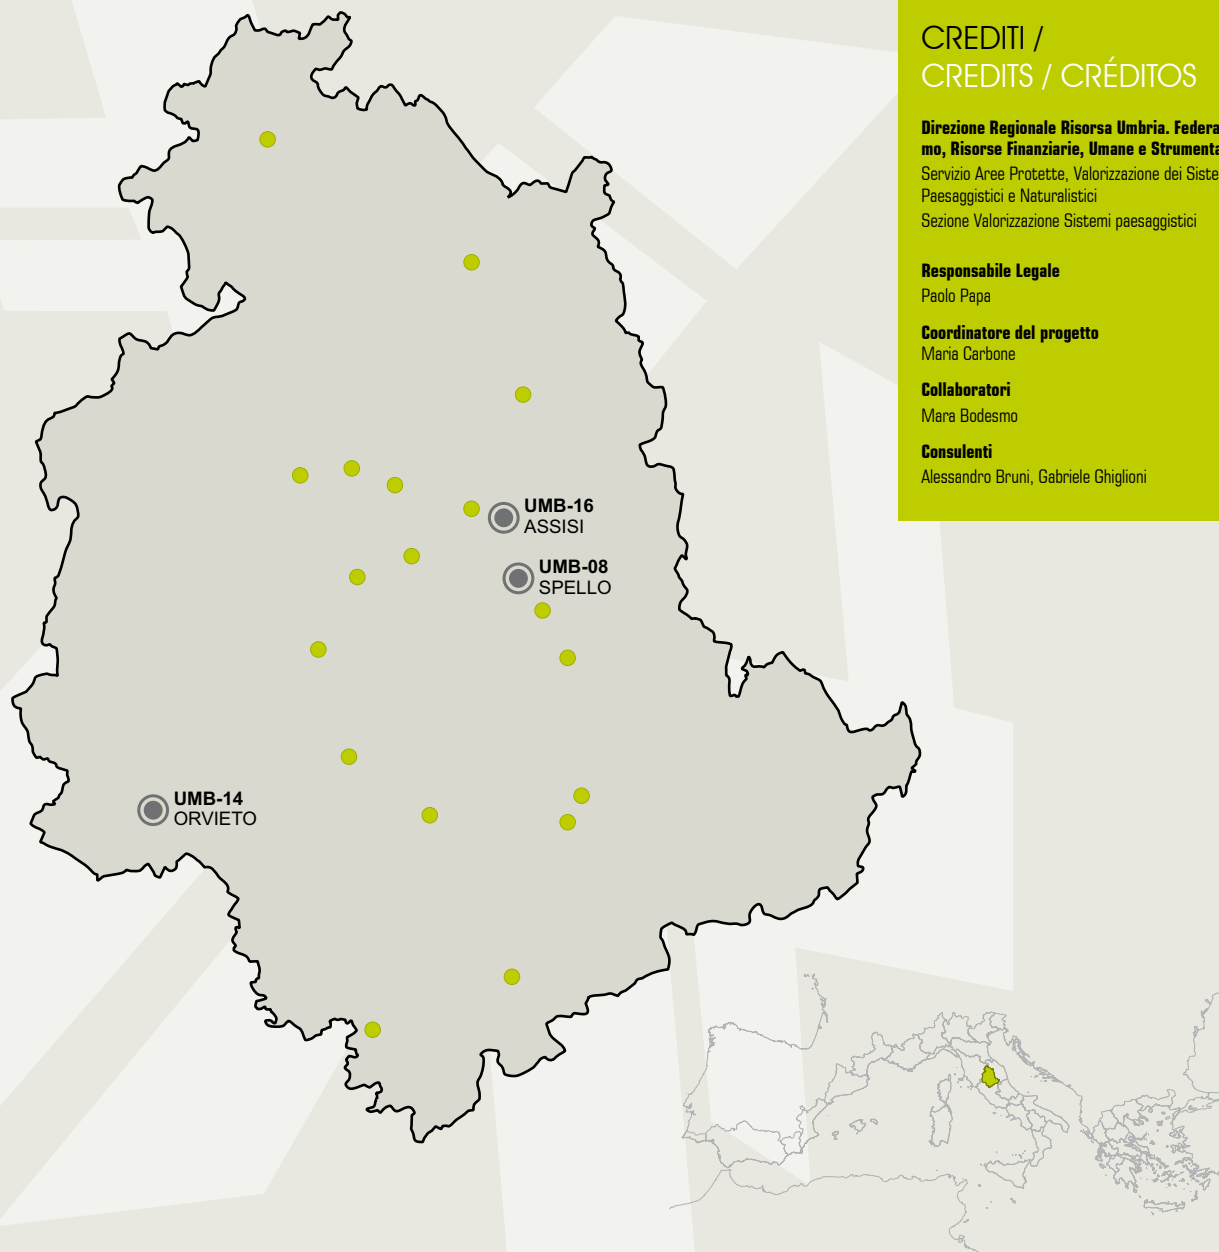 CREDITI /
CREDITS / CRÉDITOS
Direzione Regionale Risorsa Umbria. Federa
mo, Risorse Finanziarie, Umane e Strumenta
Servizio Aree Protette, Valorizzazione dei Siste
Paesaggistici e Naturalistici
Sezione Valorizzazione Sistemi paesaggistici
Responsabile Legale
Paolo Papa
Coordinatore del progetto
Maria Carbone
Collaboratori
Mara Bodesmo
Consulenti
Alessandro Bruni, Gabriele Ghiglioni
UMB-16
ASSISI
UMB-08
SPELLO
UMB-14
ORVIETO